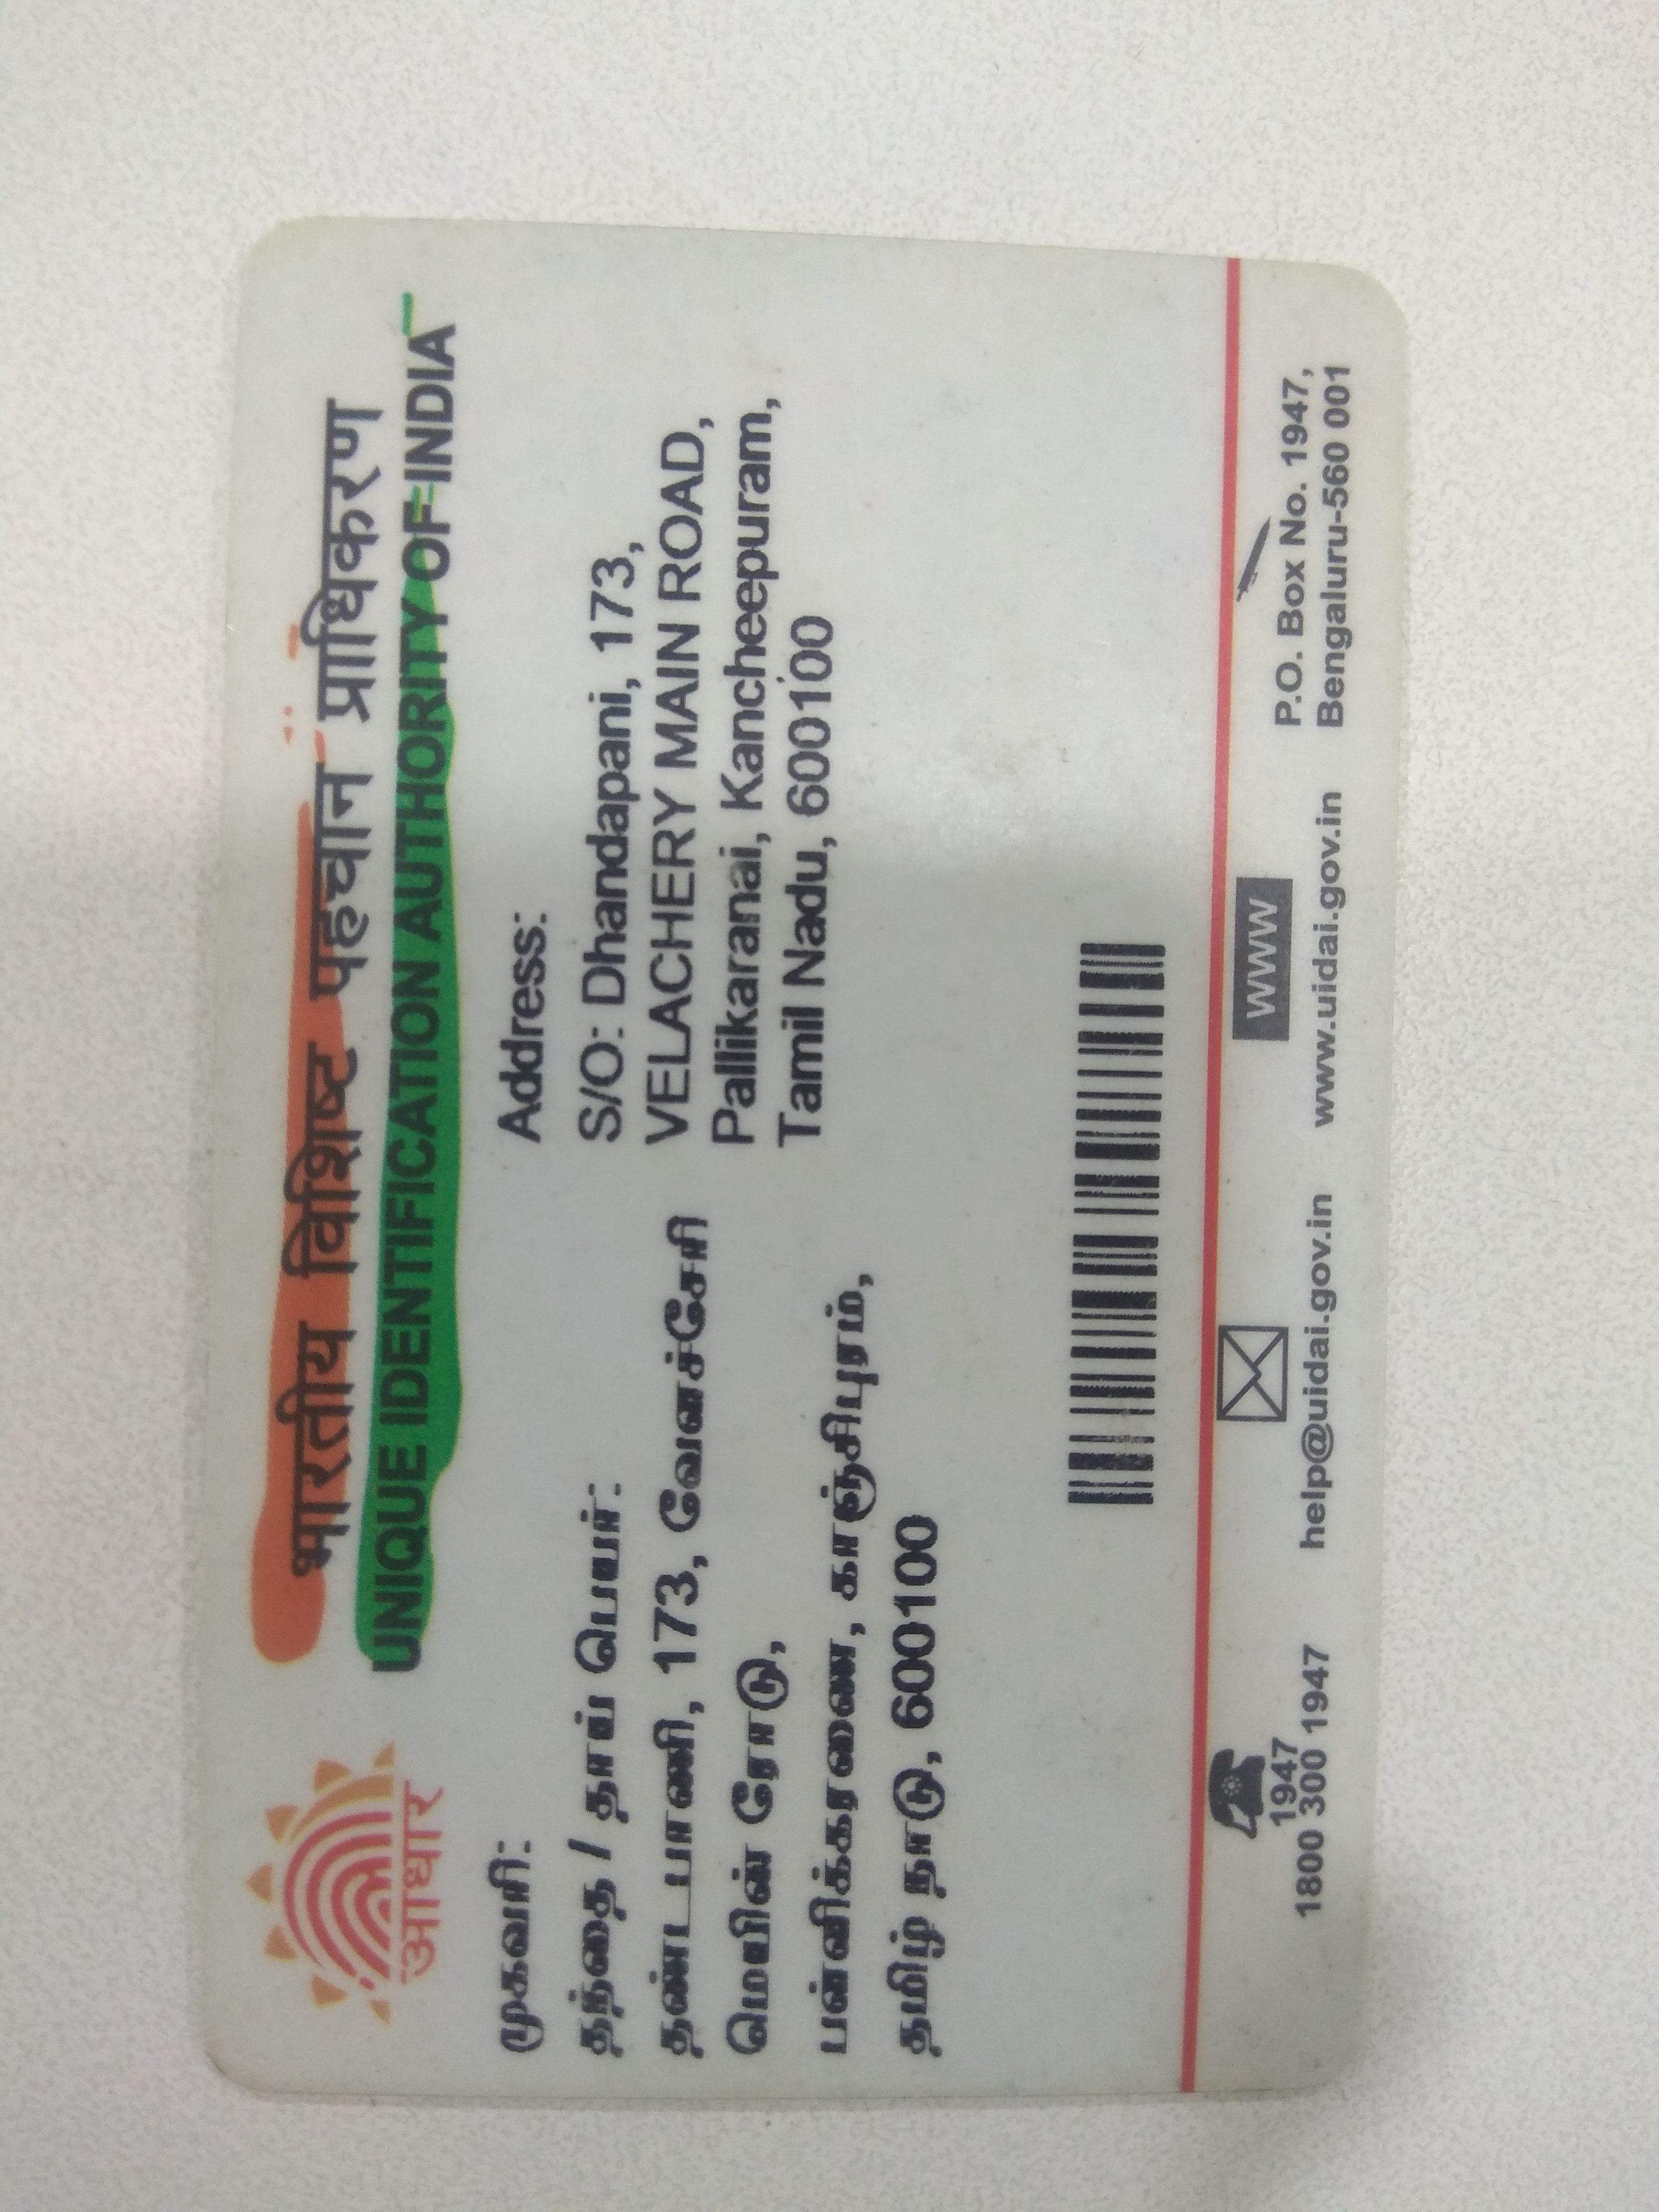 आधार
भारतीय विशिष्ट पहचान प्राधिकरण
UNIQUE IDENTIFICATION AUTHORITY OF INDIA
முகவரி:
தந்தை / தாய் பெயர்:
தண்டபாணி, 173, வேளச்சேரி
மெயின் ரோடு,
பள்ளிக்கரணை, காஞ்சிபுரம்,
தமிழ் நாடு, 600100
Address:
S/O: Dhandapani, 173,
VELACHERY MAIN ROAD,
Pallikaranai, Kancheepuram,
Tamil Nadu, 600100
1947
1800 300 1947
help@uidai.gov.in
WWW
www.uidai.gov.in
P.O. Box No. 1947,
Bengaluru-560 001